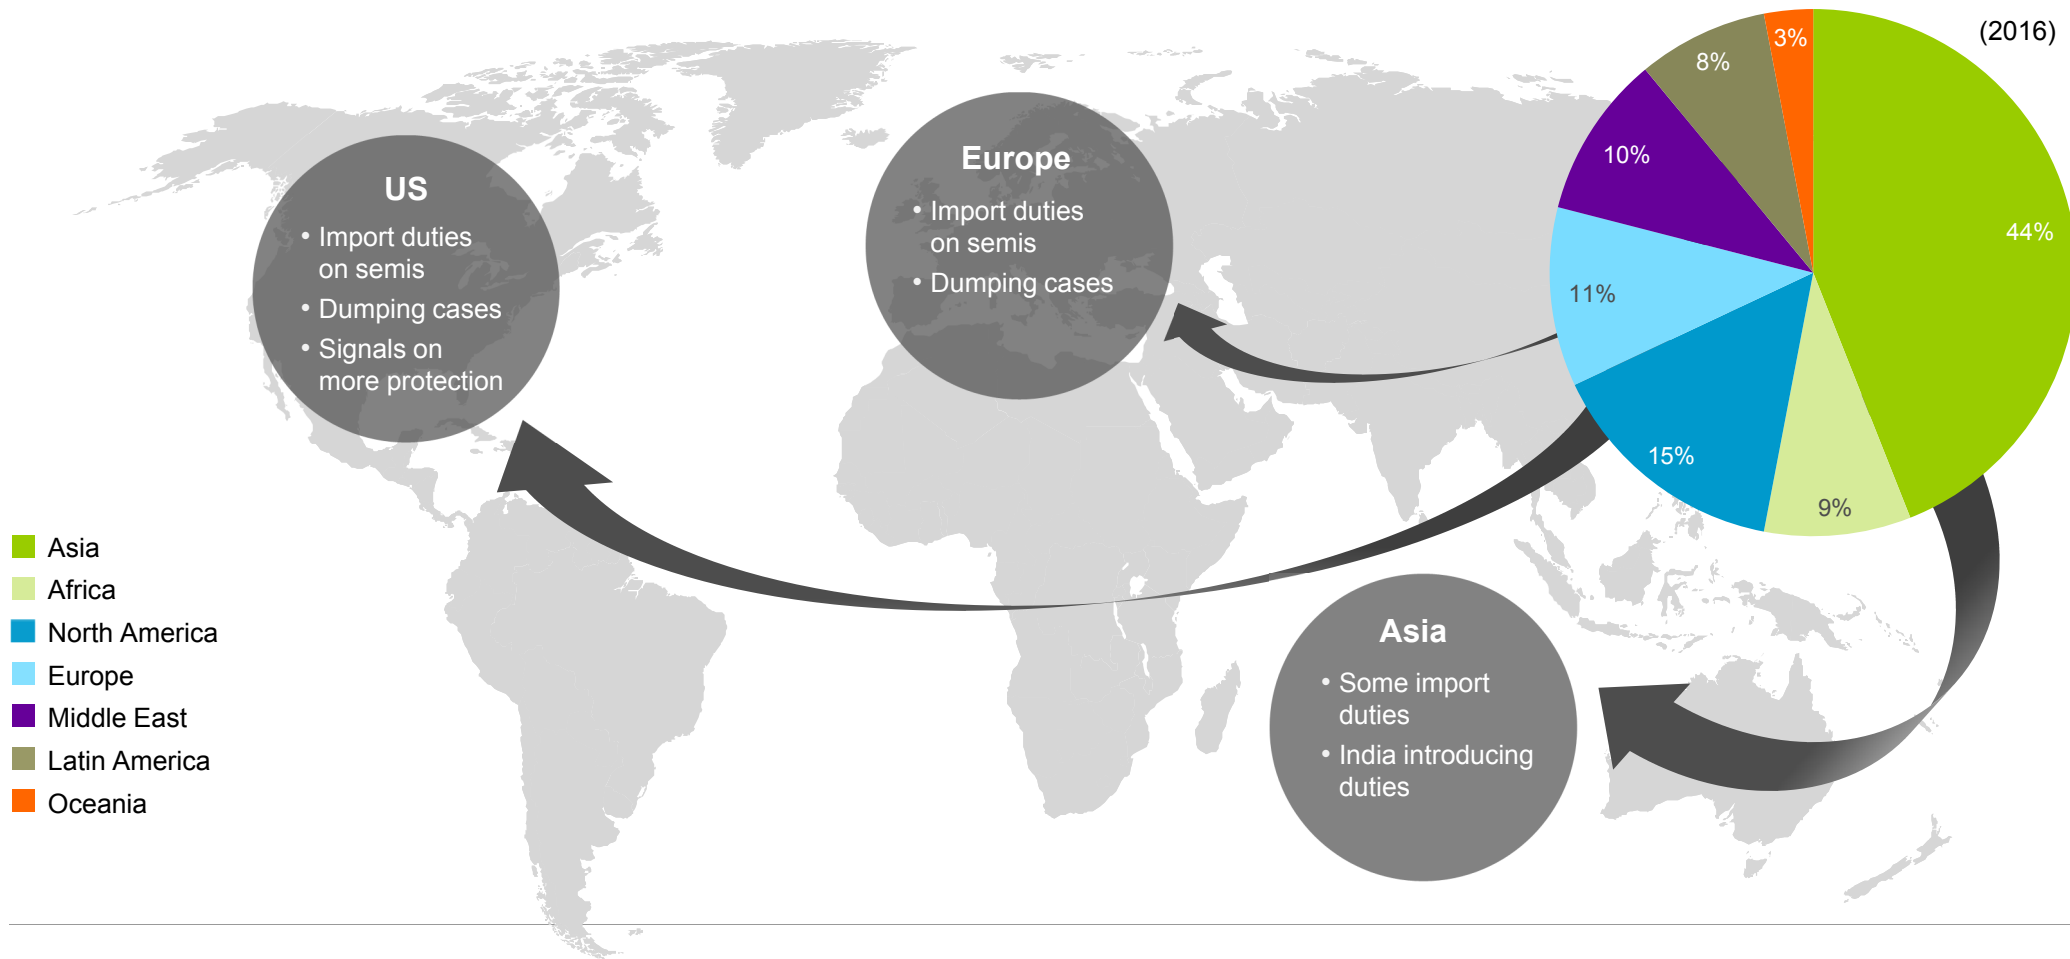 (2016)
3%
8%
10%
44%
11%
15%
9%
US
• Import duties
on semis
• Dumping cases
• Signals on
more protection
Europe
• Import duties
on semis
• Dumping cases
Asia
• Some import
duties
• India introducing
duties
Asia
Africa
North America
Europe
Middle East
Latin America
Oceania